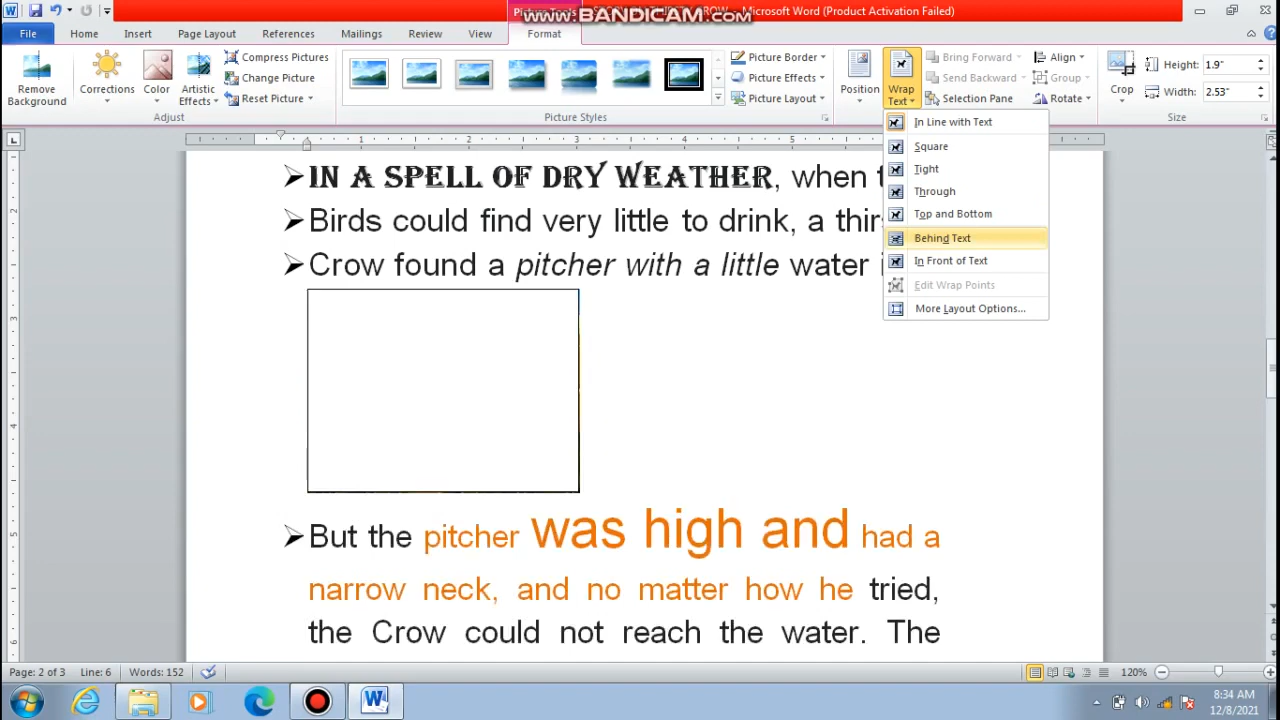 Picture Tools
www.BANDICAM.com
ROW - Microsoft Word (Product Activation Failed)
File Home Insert Page Layout References Mailings Review View Format
Remove Background
Corrections
Color
Artistic Effects
Compress Pictures
Change Picture
Reset Picture
Adjust
Picture Styles
Picture Border
Picture Effects
Picture Layout
Position
Wrap Text
Bring Forward
Send Backward
Selection Pane
Align
Group
Rotate
Crop
Height: 1.9"
Width: 2.53"
Size
In Line with Text
Square
Tight
Through
Top and Bottom
Behind Text
In Front of Text
Edit Wrap Points
More Layout Options...
IN A SPELL OF DRY WEATHER, when
Birds could find very little to drink, a
Crow found a pitcher with a little water
But the pitcher was high and had a
narrow neck, and no matter how he tried,
the Crow could not reach the water. The
Page: 2 of 3 Line: 6 Words: 152 120%
8:34 AM
12/8/2021